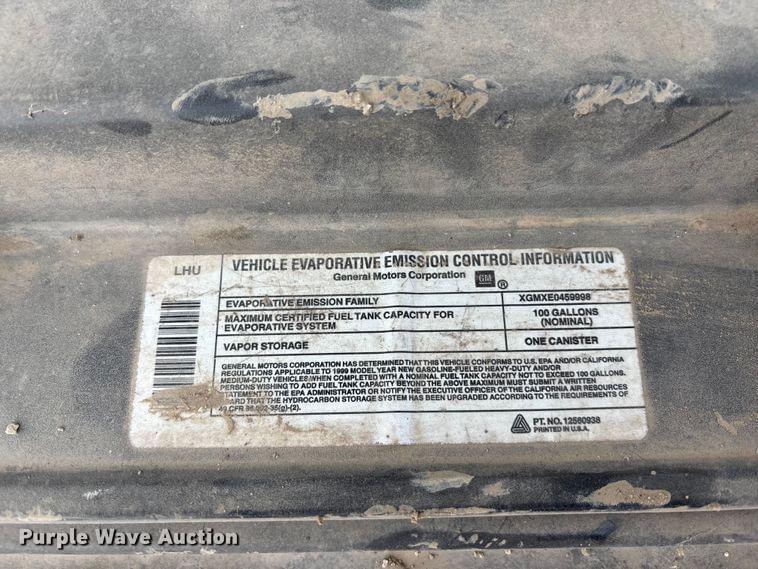 LHU
VEHICLE EVAPORATIVE EMISSION CONTROL INFORMATION
General Motors Corporation GM ®
EVAPORATIVE EMISSION FAMILY XGMXE0459998
MAXIMUM CERTIFIED FUEL TANK CAPACITY FOR
EVAPORATIVE SYSTEM
100 GALLONS
(NOMINAL)
VAPOR STORAGE ONE CANISTER
GENERAL MOTORS CORPORATION HAS DETERMINED THAT THIS VEHICLE CONFORMS TO U.S. EPA AND/OR CALIFORNIA
REGULATIONS APPLICABLE TO 1999 MODEL YEAR NEW GASOLINE-FUELED HEAVY-DUTY AND/OR
MEDIUM-DUTY VEHICLES WHEN COMPLETED WITH A NOMINAL FUEL TANK CAPACITY NOT TO EXCEED 100 GALLONS.
PERSONS WISHING TO ADD FUEL TANK CAPACITY BEYOND THE ABOVE MAXIMUM MUST SUBMIT A WRITTEN
STATEMENT TO THE EPA ADMINISTRATOR OR NOTIFY THE EXECUTIVE OFFICER OF THE CALIFORNIA AIR RESOURCES
BOARD THAT THE HYDROCARBON STORAGE SYSTEM HAS BEEN UPGRADED ACCORDING TO THE REQUIREMENTS OF
40 CFR 86.092-35(g)-(2).
PT. NO. 12560938
PRINTED IN U.S.A.
Purple Wave Auction